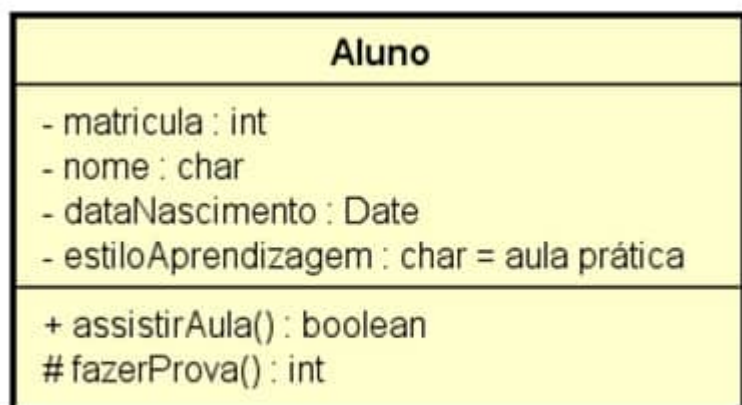 Aluno
- matricula : int
- nome : char
- dataNascimento : Date
- estiloAprendizagem : char = aula prática
+ assistirAula() : boolean
# fazerProva() : int